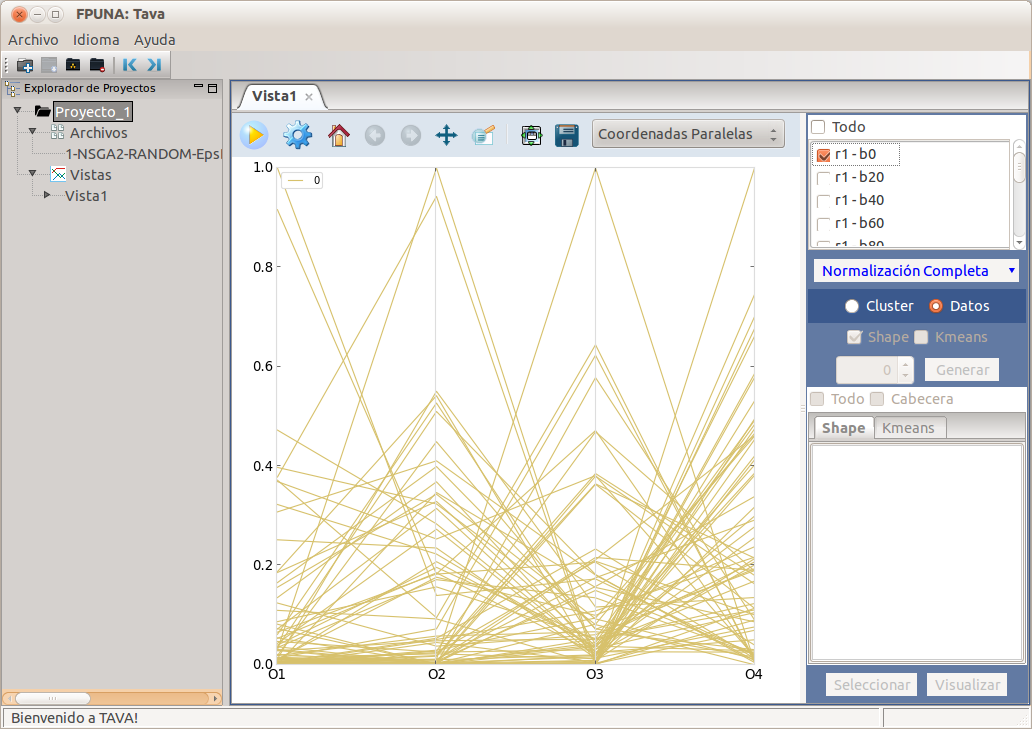 FPUNA: Tava
Archivo Idioma Ayuda
Explorador de Proyectos
Proyecto_1
Archivos
1-NSGA2-RANDOM-Eps
Vistas
Vista1
Vista1
Coordenadas Paralelas
0
1.0
0.8
0.6
0.4
0.2
0.0
O1 O2 O3 O4
Todo
r1 - b0
r1 - b20
r1 - b40
r1 - b60
r1 - b80
Normalización Completa
Cluster Datos
Shape Kmeans
0 Generar
Todo Cabecera
Shape Kmeans
Seleccionar Visualizar
Bienvenido a TAVA!